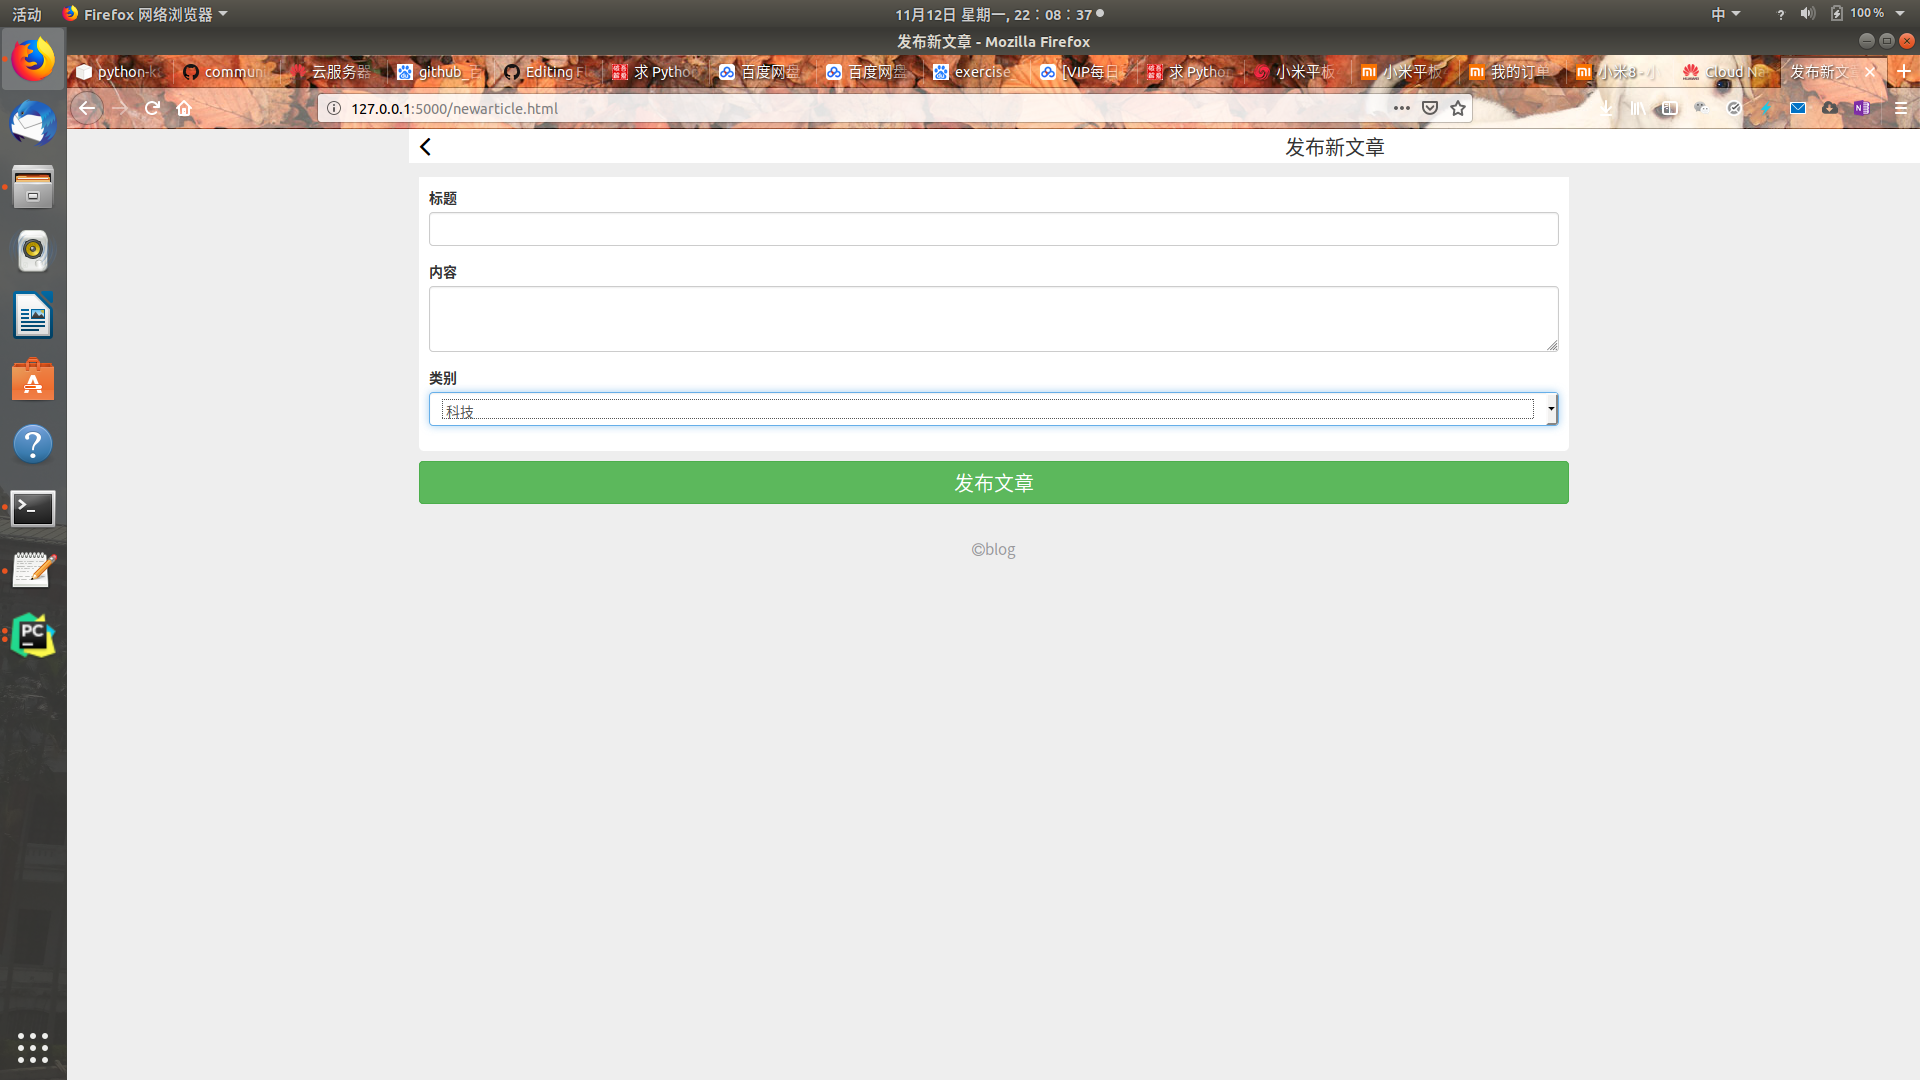 活动
Firefox 网络浏览器
11月12日 星期一, 22：08：37
中
?
100 %
发布新文章 - Mozilla Firefox
python-k
commun
云服务器
github
Editing F
求 Pytho
百度网盘
百度网盘
exercise
[VIP每日
求 Pytho
小米平板
小米平板
我的订单
小米8 - 小
Cloud Na
发布新文
127.0.0.1:5000/newarticle.html
发布新文章
标题
内容
类别
科技
发布文章
©blog